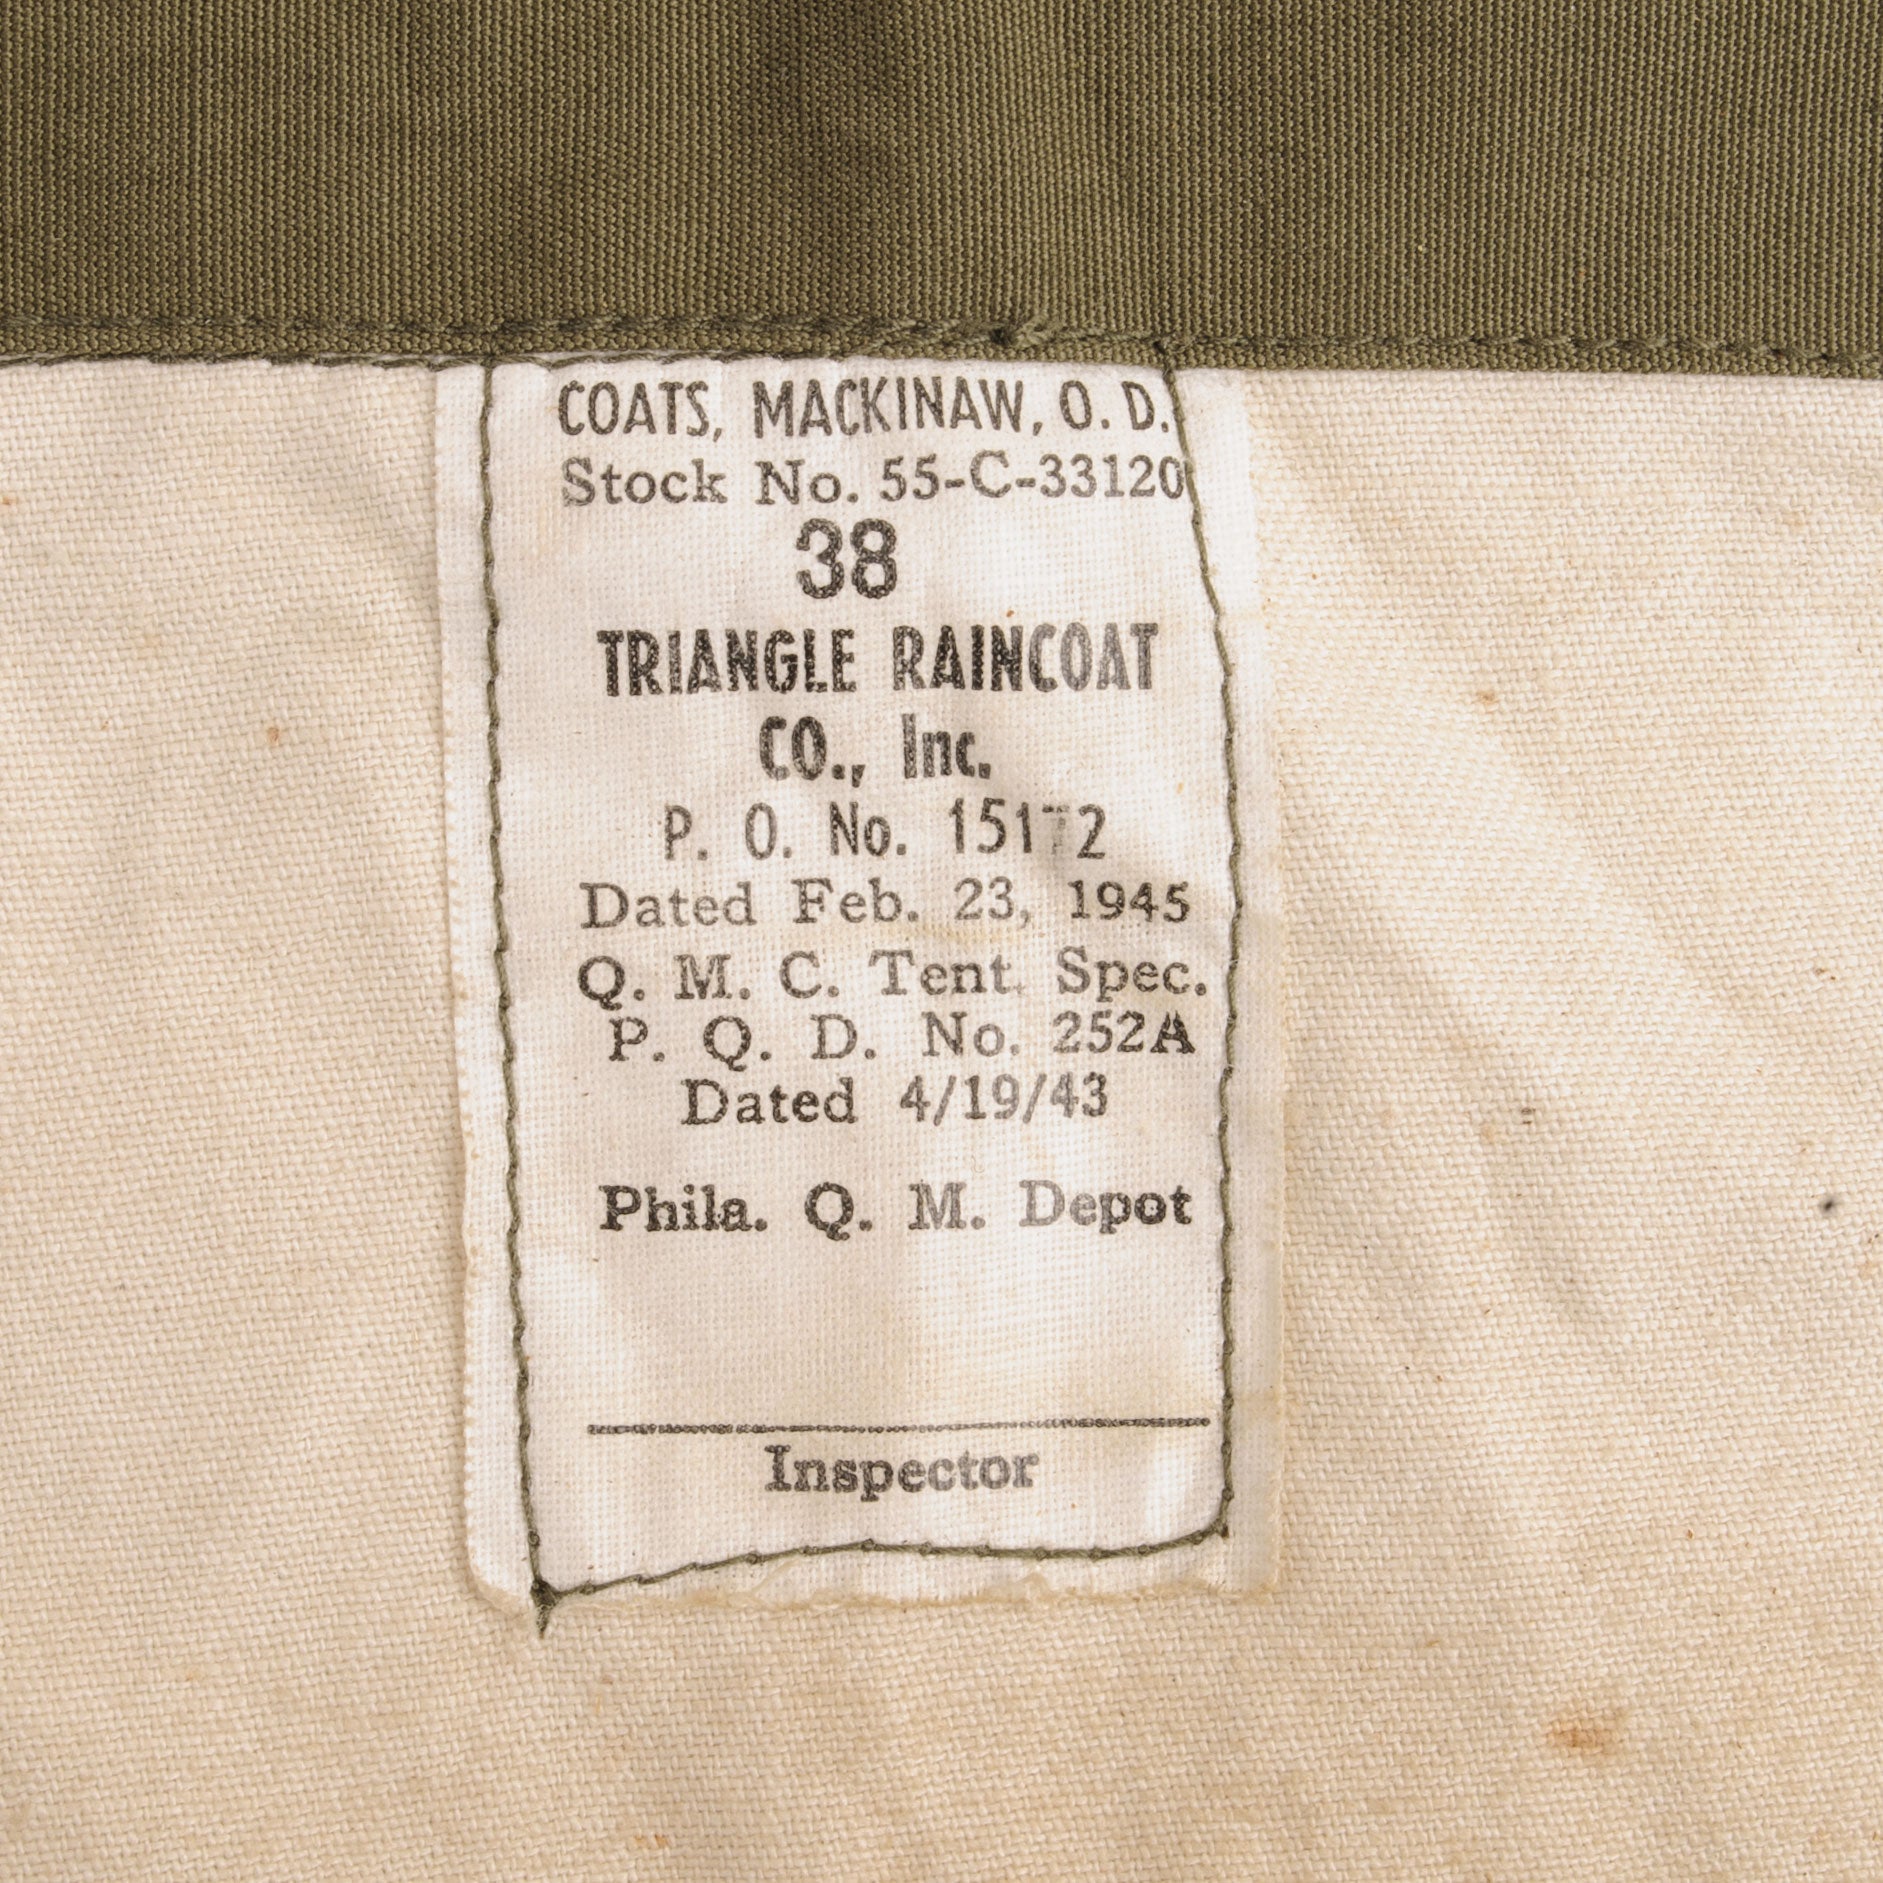 COATS, MACKINAW, O. D.
Stock No. 55-C-33120
38
TRIANGLE RAINCOAT
CO., Inc.
P. O. No. 15172
Dated Feb. 23, 1945
Q. M. C. Tent. Spec.
P. Q. D. No. 252A
Dated 4/19/43
Phila. Q. M. Depot
Inspector